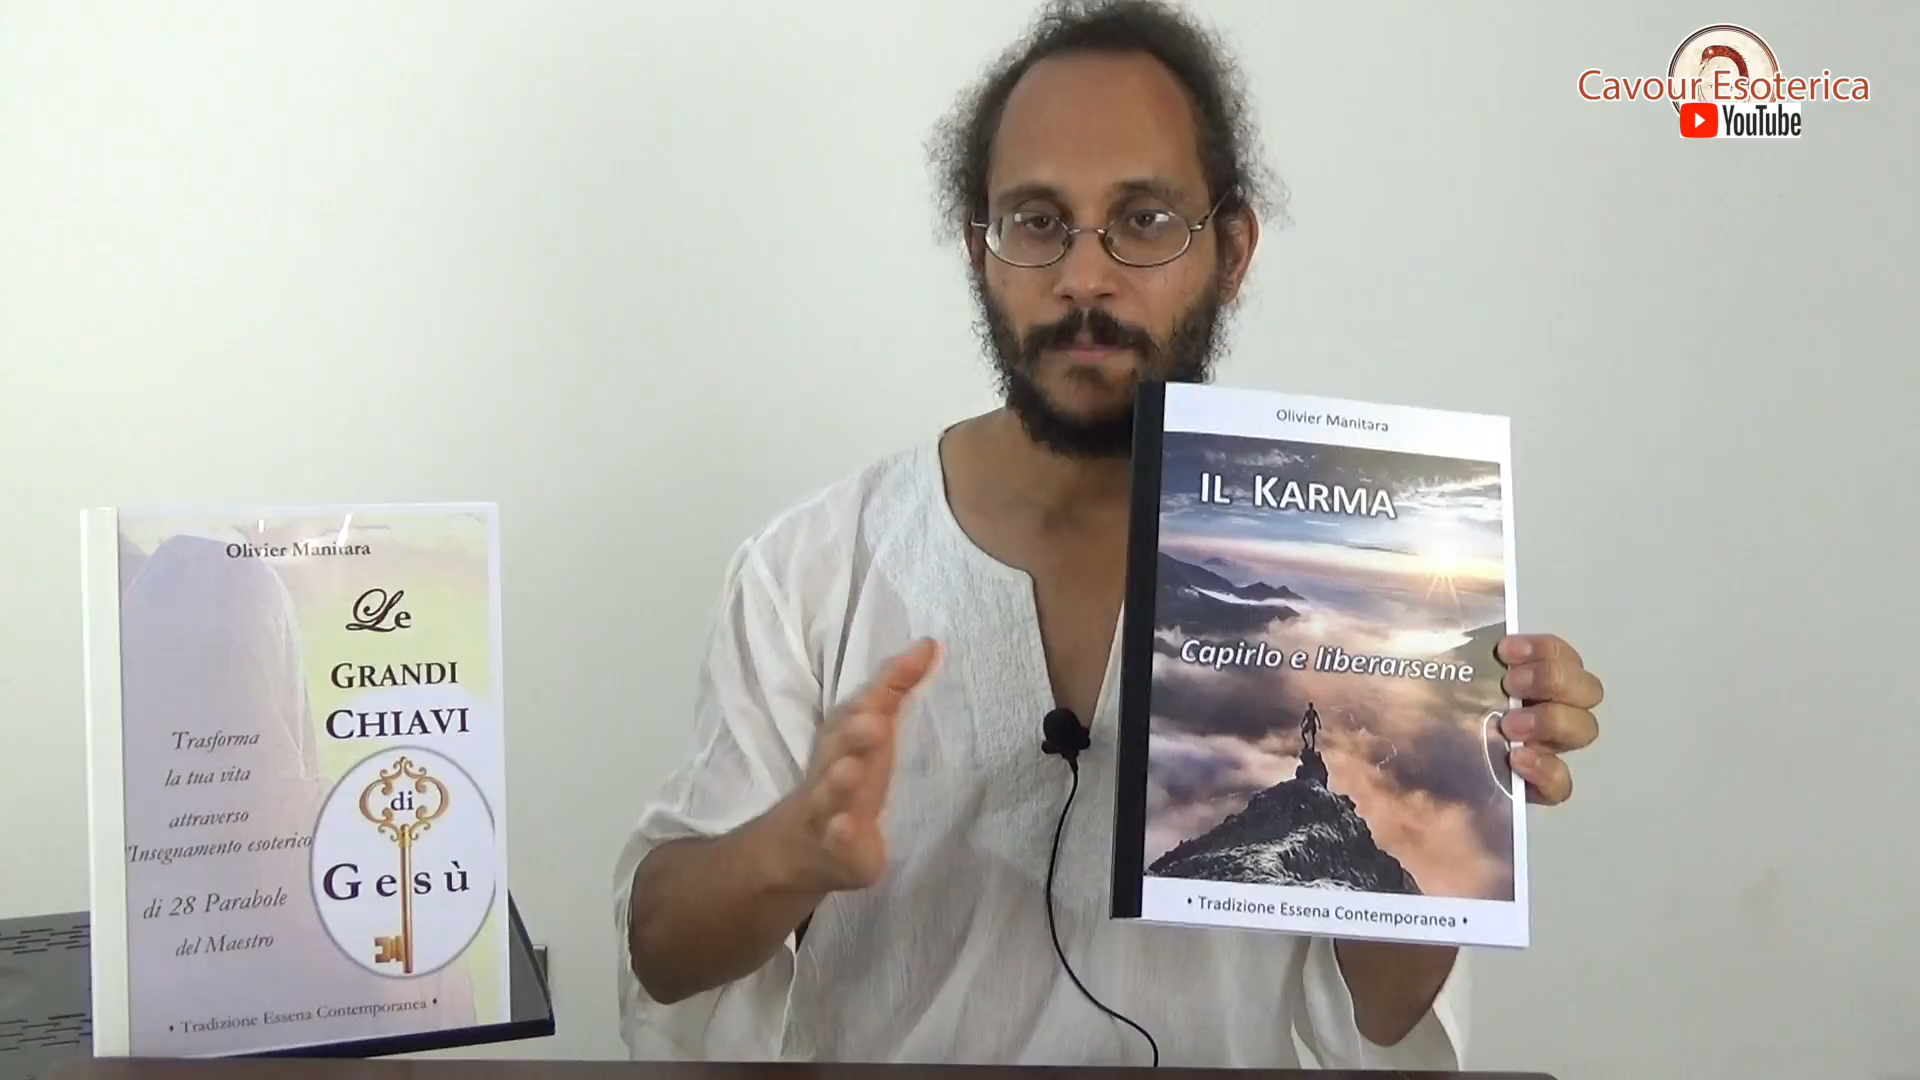 Cavour Esoterica
YouTube
Olivier Manitara
IL KARMA
Capirlo e liberarsene
• Tradizione Essena Contemporanea •
Olivier Manitara
Le
GRANDI
CHIAVI
di
Gesù
Trasforma
la tua vita
attraverso
l'Insegnamento esoterico
di 28 Parabole
del Maestro
• Tradizione Essena Contemporanea •